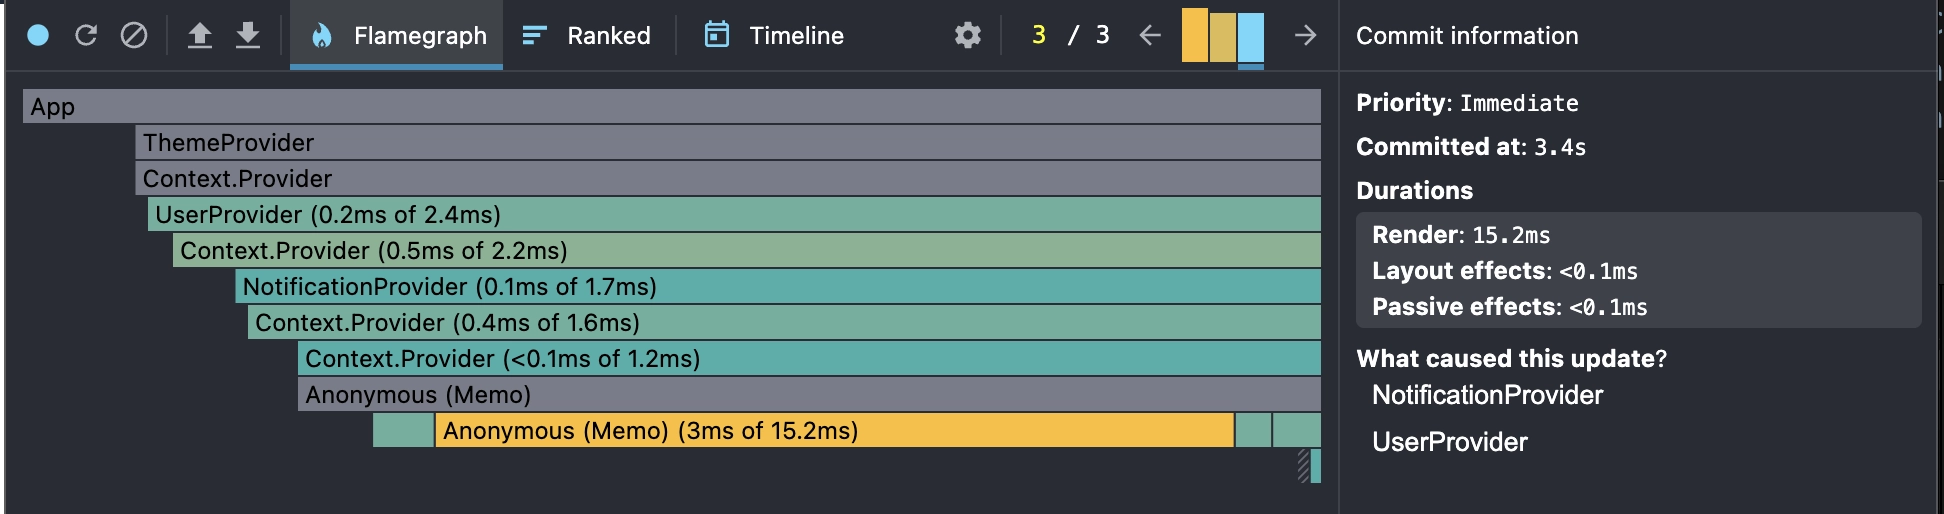 Flamegraph Ranked Timeline 3 / 3 Commit information
App
ThemeProvider
Context.Provider
UserProvider (0.2ms of 2.4ms)
Context.Provider (0.5ms of 2.2ms)
NotificationProvider (0.1ms of 1.7ms)
Context.Provider (0.4ms of 1.6ms)
Context.Provider (<0.1ms of 1.2ms)
Anonymous (Memo)
Anonymous (Memo) (3ms of 15.2ms)
Priority: Immediate
Committed at: 3.4s
Durations
Render: 15.2ms
Layout effects: <0.1ms
Passive effects: <0.1ms
What caused this update?
NotificationProvider
UserProvider